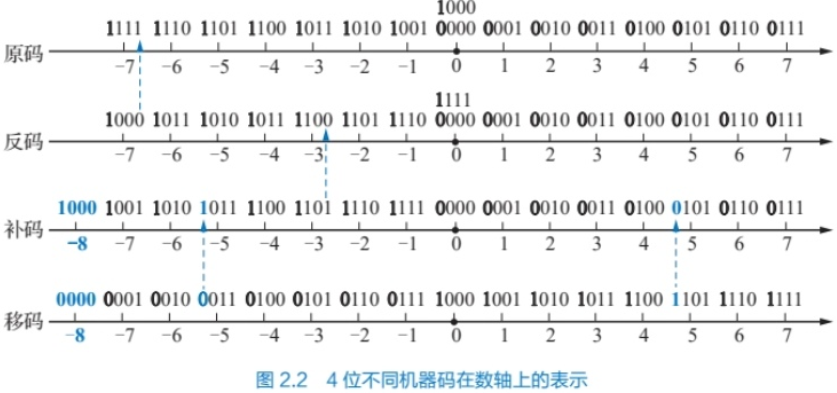 1000
1111 1110 1101 1100 1011 1010 1001 0000 0001 0010 0011 0100 0101 0110 0111
原码
-7 -6 -5 -4 -3 -2 -1 0 1 2 3 4 5 6 7
1111
1000 1011 1010 1011 1100 1101 1110 0000 0001 0010 0011 0100 0101 0110 0111
反码
-7 -6 -5 -4 -3 -2 -1 0 1 2 3 4 5 6 7
1000 1001 1010 1011 1100 1101 1110 1111 0000 0001 0010 0011 0100 0101 0110 0111
补码
-8 -7 -6 -5 -4 -3 -2 -1 0 1 2 3 4 5 6 7
0000 0001 0010 0011 0100 0101 0110 0111 1000 1001 1010 1011 1100 1101 1110 1111
移码
-8 -7 -6 -5 -4 -3 -2 -1 0 1 2 3 4 5 6 7
图 2.2 4 位不同机器码在数轴上的表示